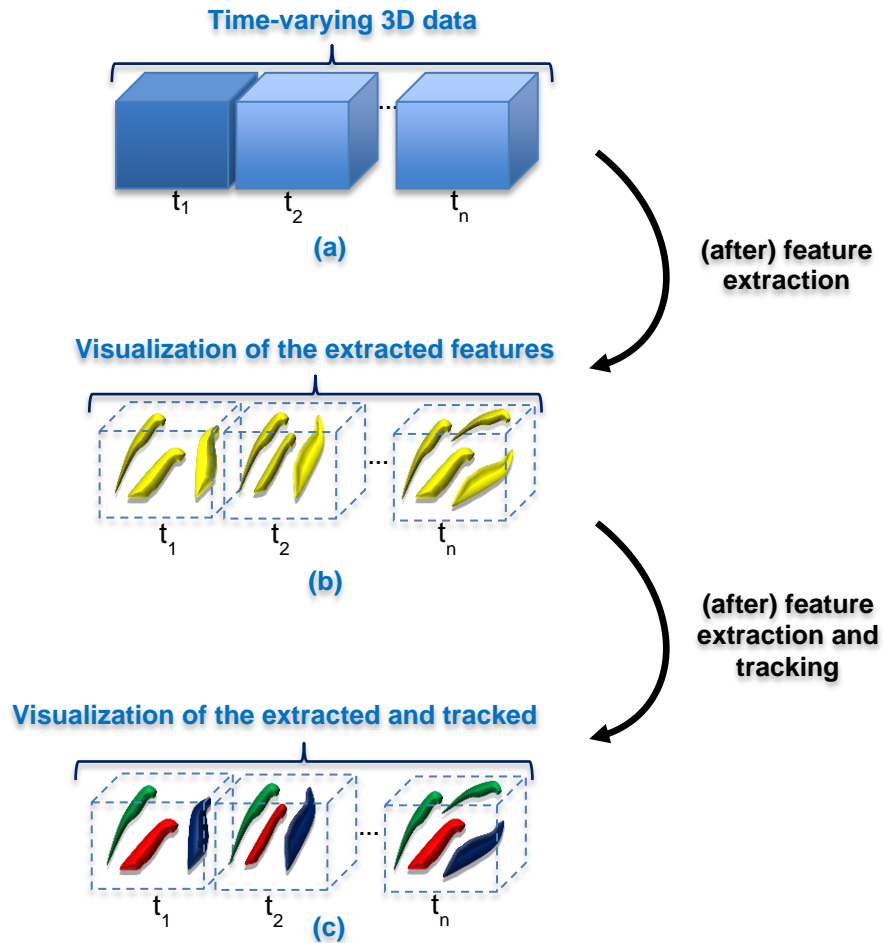 Time-varying 3D data
...
t1
t2
tn
(a)
(after) feature
extraction
Visualization of the extracted features
...
t1
t2
tn
(b)
(after) feature
extraction and
tracking
Visualization of the extracted and tracked
...
t1
t2
tn
(c)